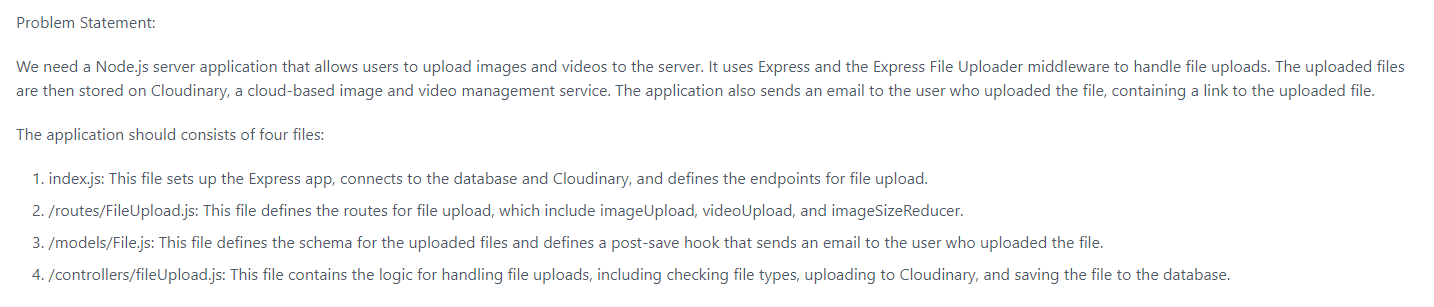 Problem Statement:
We need a Node.js server application that allows users to upload images and videos to the server. It uses Express and the Express File Uploader middleware to handle file uploads. The uploaded files
are then stored on Cloudinary, a cloud-based image and video management service. The application also sends an email to the user who uploaded the file, containing a link to the uploaded file.
The application should consists of four files:
1. index.js: This file sets up the Express app, connects to the database and Cloudinary, and defines the endpoints for file upload.
2. /routes/FileUpload.js: This file defines the routes for file upload, which include imageUpload, videoUpload, and imageSizeReducer.
3. /models/File.js: This file defines the schema for the uploaded files and defines a post-save hook that sends an email to the user who uploaded the file.
4. /controllers/fileUpload.js: This file contains the logic for handling file uploads, including checking file types, uploading to Cloudinary, and saving the file to the database.